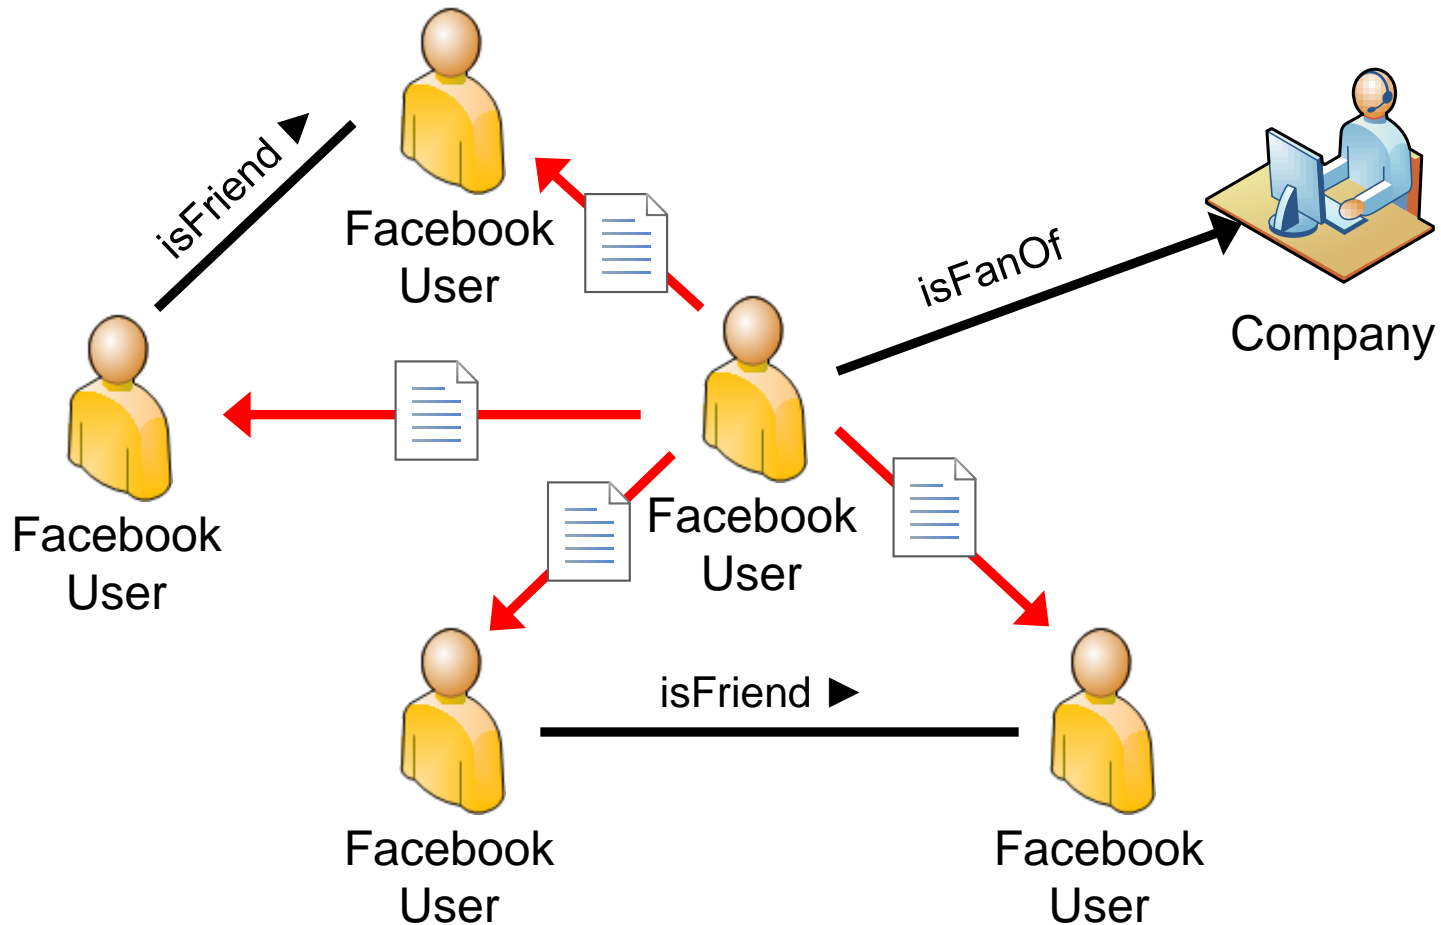 isFriend ▲
Facebook
User
isFanOf
Company
Facebook
User
Facebook
User
isFriend ►
Facebook
User
Facebook
User